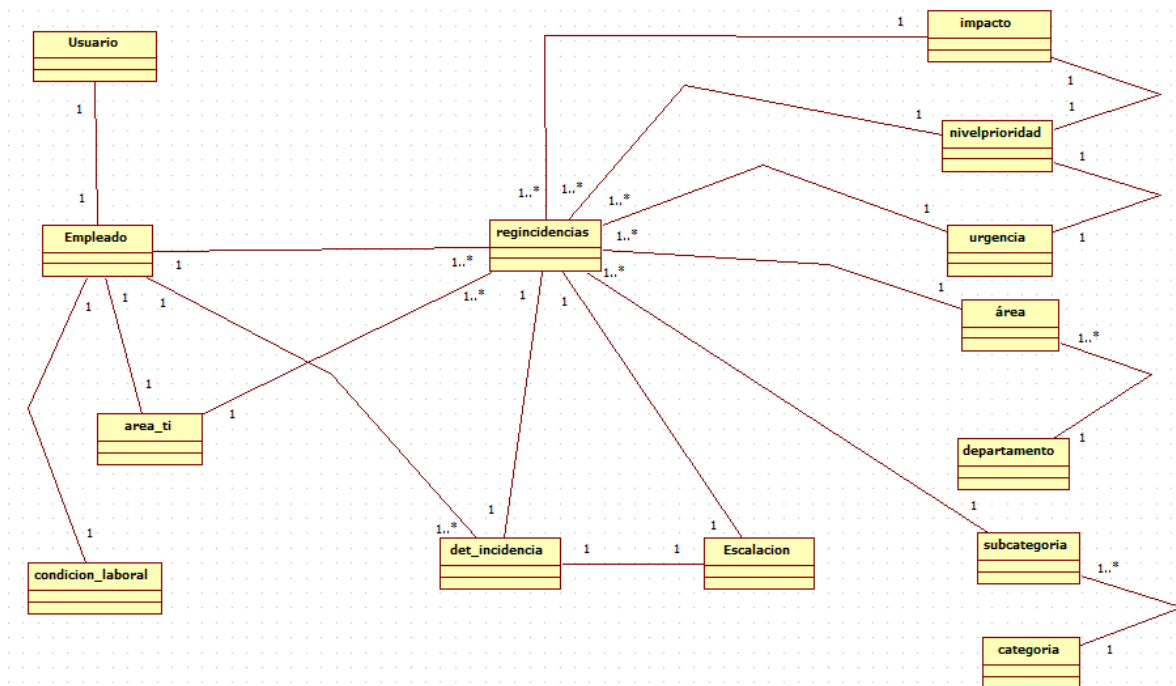 impacto
1
Usuario
1
1
1
nivelprioridad
1
1
1..*
1..*
1..*
1
1
regincidencias
1..*
urgencia
1
Empleado
1
1..*
1..*
1..*
1
1
1
1
1
1
área
1..*
1
1
area_ti
1
departamento
1
1
1..*
1
1
1
det_incidencia
1
1
Escalacion
subcategoria
1..*
condicion_laboral
categoria
1